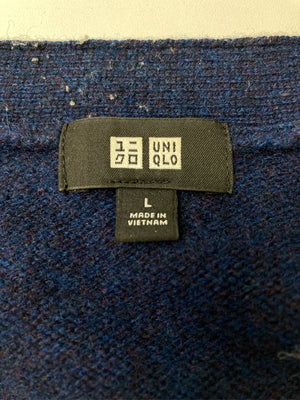 ユニ UNI
クロ QLO
L
MADE IN
VIETNAM